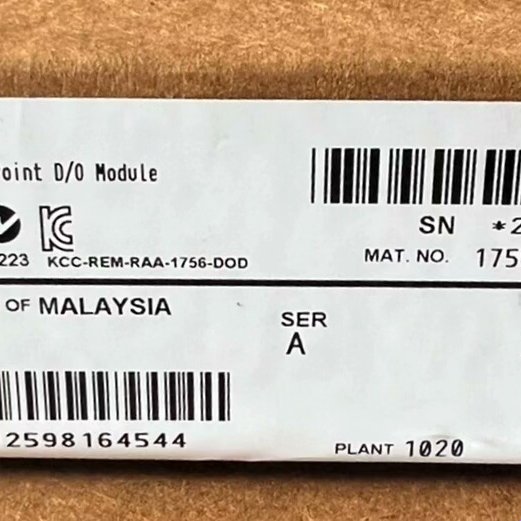 oint D/O Module
SN *2
223 KCC-REM-RAA-1756-DOD
MAT. NO. 175
OF MALAYSIA
SER
A
2598164544
PLANT 1020